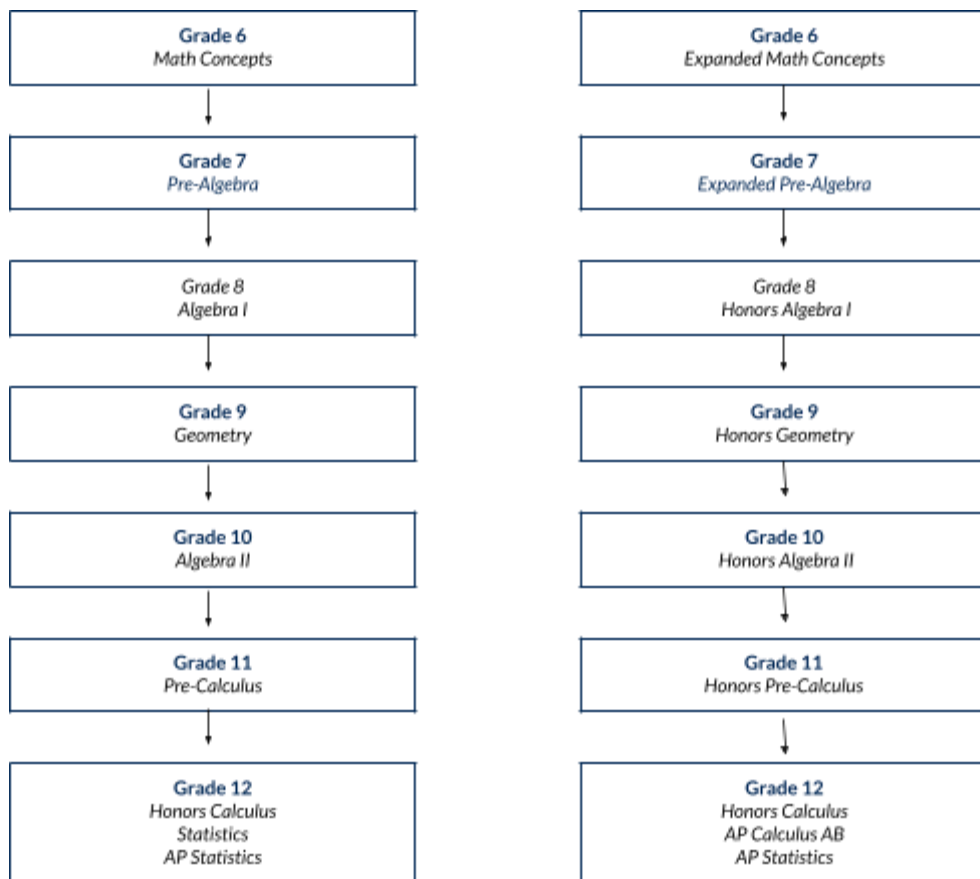 Grade 6
Math Concepts
Grade 7
Pre-Algebra
Grade 8
Algebra I
Grade 9
Geometry
Grade 10
Algebra II
Grade 11
Pre-Calculus
Grade 12
Honors Calculus
Statistics
AP Statistics
Grade 6
Expanded Math Concepts
Grade 7
Expanded Pre-Algebra
Grade 8
Honors Algebra I
Grade 9
Honors Geometry
Grade 10
Honors Algebra II
Grade 11
Honors Pre-Calculus
Grade 12
Honors Calculus
AP Calculus AB
AP Statistics